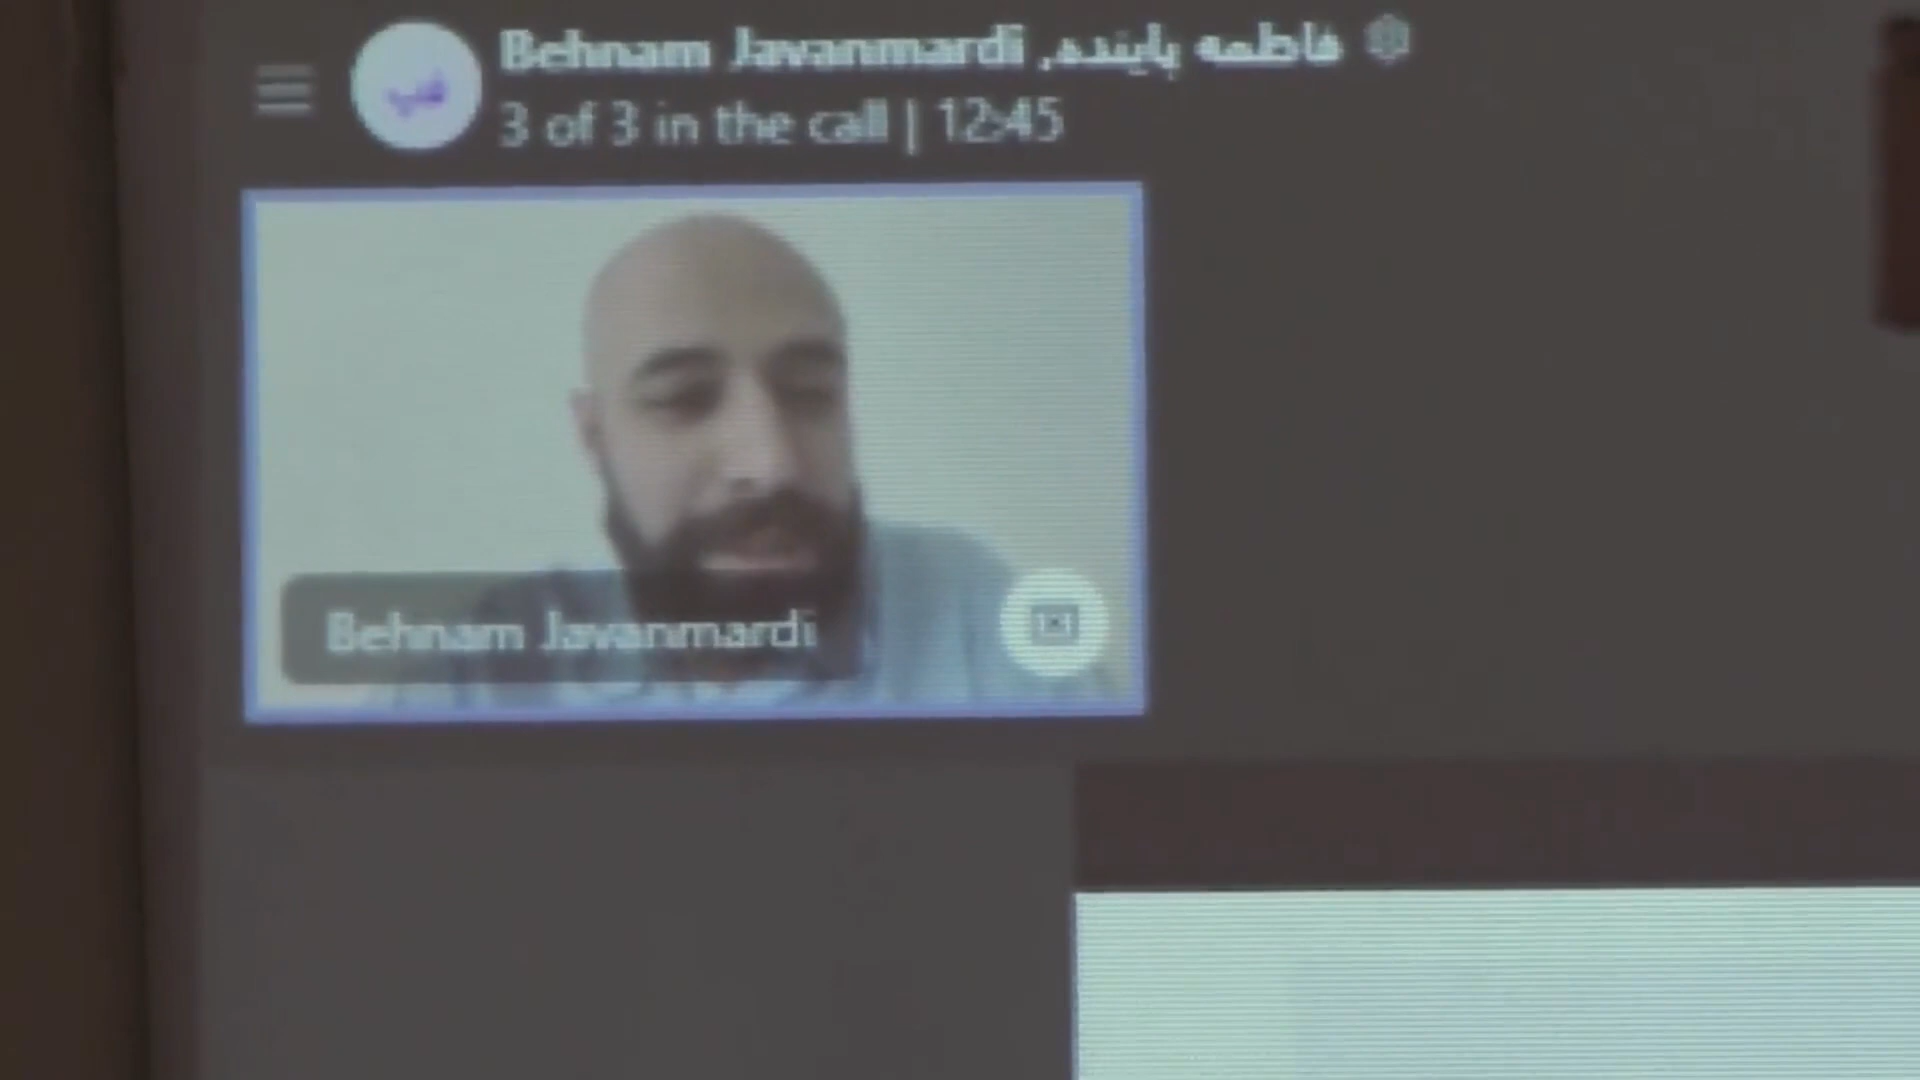 Behnam Javanmardi, فاطمه پاینده
3 of 3 in the call | 12:45
Behnam Javanmardi